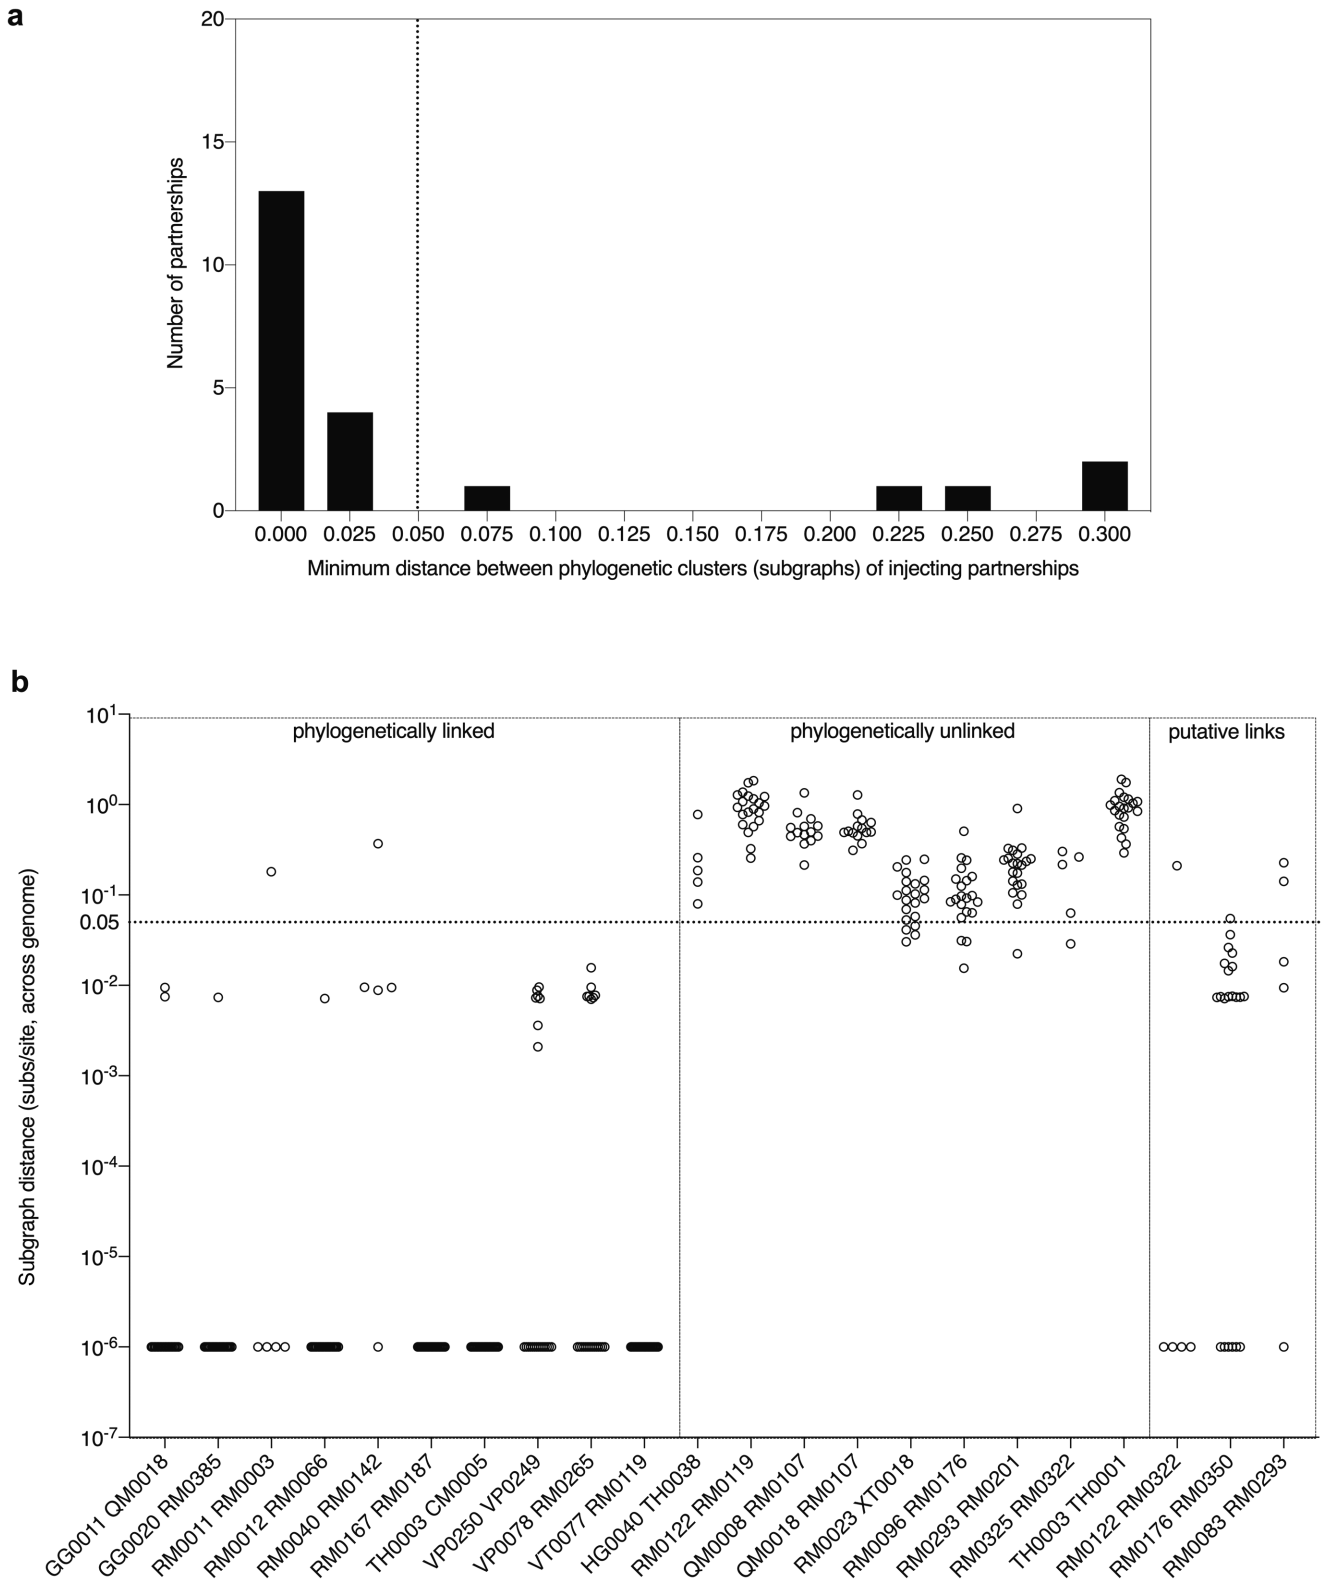 a
20
15
10
5
0
Number of partnerships
0.000 0.025 0.050 0.075 0.100 0.125 0.150 0.175 0.200 0.225 0.250 0.275 0.300
Minimum distance between phylogenetic clusters (subgraphs) of injecting partnerships
b
phylogenetically linked
phylogenetically unlinked
putative links
10¹
10⁰
10⁻¹
0.05
10⁻²
10⁻³
10⁻⁴
10⁻⁵
10⁻⁶
10⁻⁷
Subgraph distance (subs/site, across genome)
GG0011 QM0018
GG0020 RM0385
RM0011 RM0003
RM0012 RM0066
RM0040 RM0142
RM0167 RM0187
TH0003 CM0005
VP0250 VP0249
VP0078 RM0265
VT0077 RM0119
HG0040 TH0038
RM0122 RM0119
QM0008 RM0107
QM0018 RM0107
RM0023 XT0018
RM0096 RM0176
RM0293 RM0201
RM0325 RM0322
TH0003 TH0001
RM0122 RM0322
RM0176 RM0350
RM0083 RM0293